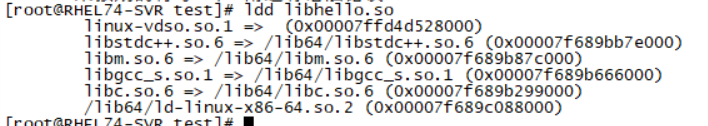 [root@RHEL74-SVR test]# ldd libhello.so
linux-vdso.so.1 => (0x00007ffd4d528000)
libstdc++.so.6 => /lib64/libstdc++.so.6 (0x00007f689bb7e000)
libm.so.6 => /lib64/libm.so.6 (0x00007f689b87c000)
libgcc_s.so.1 => /lib64/libgcc_s.so.1 (0x00007f689b666000)
libc.so.6 => /lib64/libc.so.6 (0x00007f689b299000)
/lib64/ld-linux-x86-64.so.2 (0x00007f689c088000)
[root@RHEL74-SVR test]#